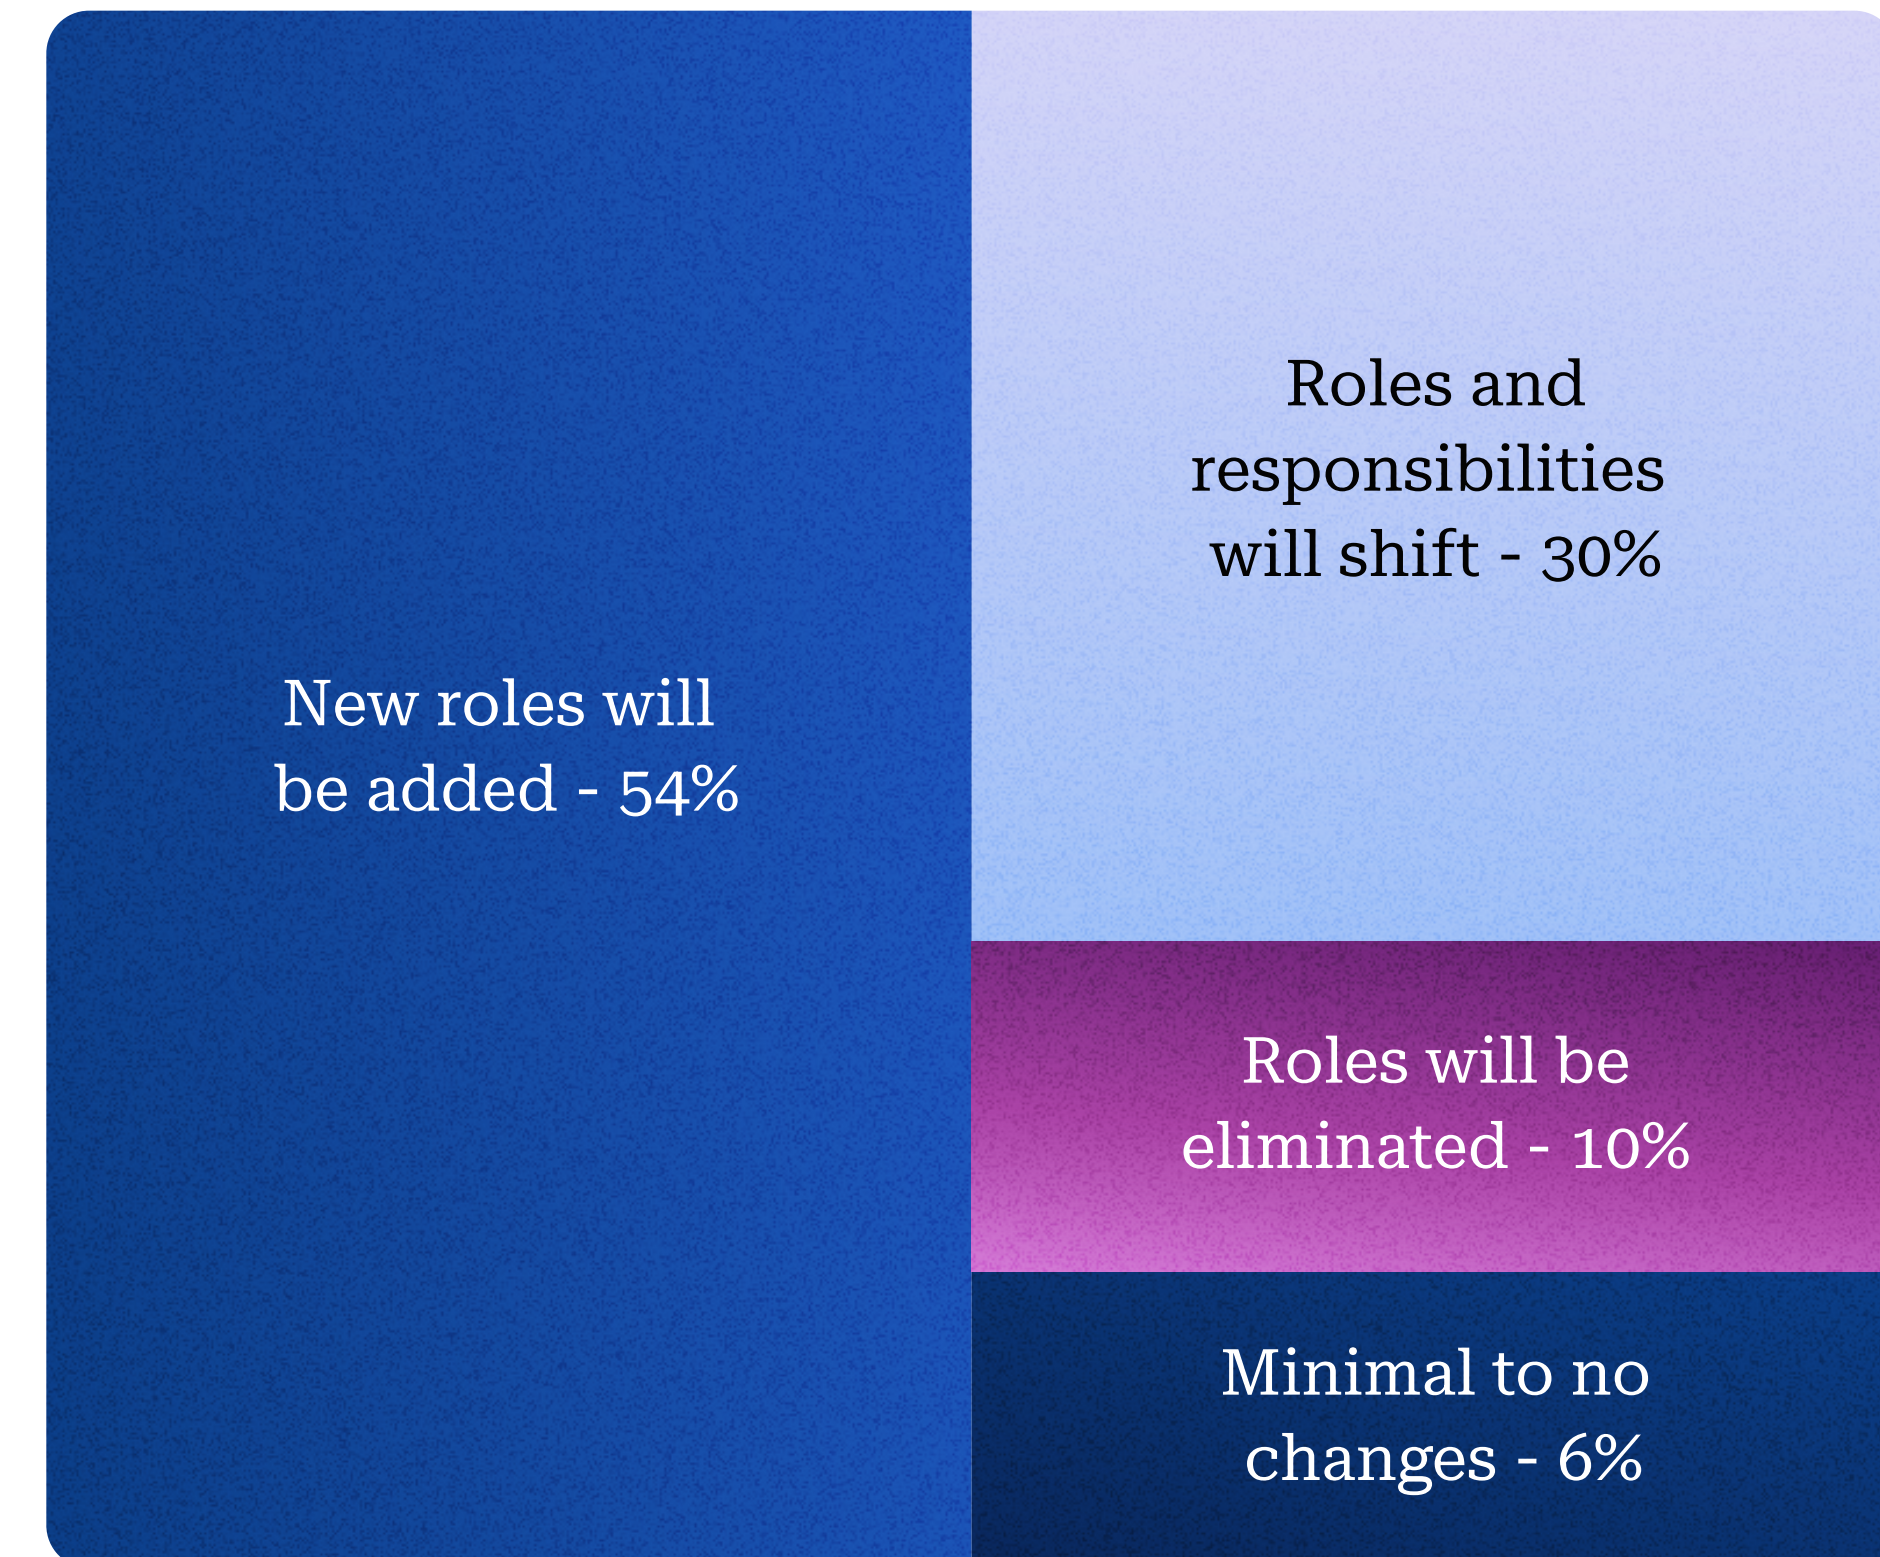 New roles will
be added - 54%
Roles and
responsibilities
will shift - 30%
Roles will be
eliminated - 10%
Minimal to no
changes - 6%